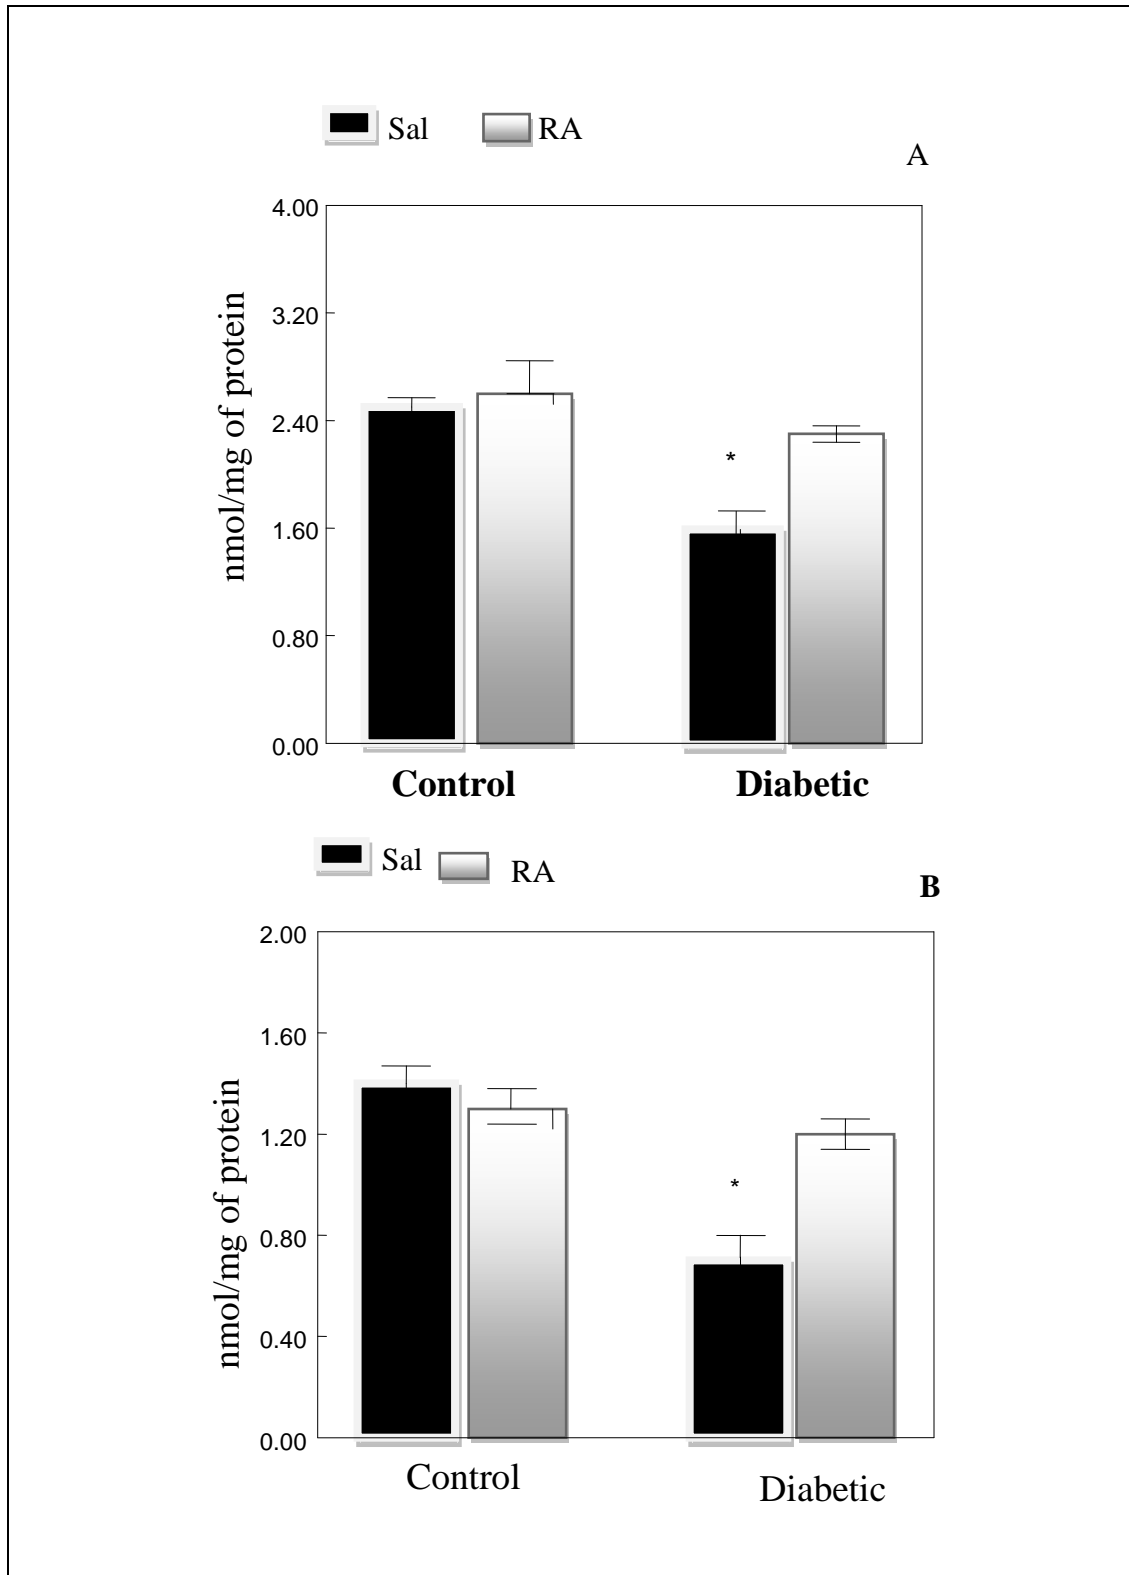 Sal RA
A
4.00
3.20
2.40
1.60
0.80
0.00
nmol/mg of protein
*
Control Diabetic
Sal RA
B
2.00
1.60
1.20
0.80
0.40
0.00
nmol/mg of protein
*
Control Diabetic